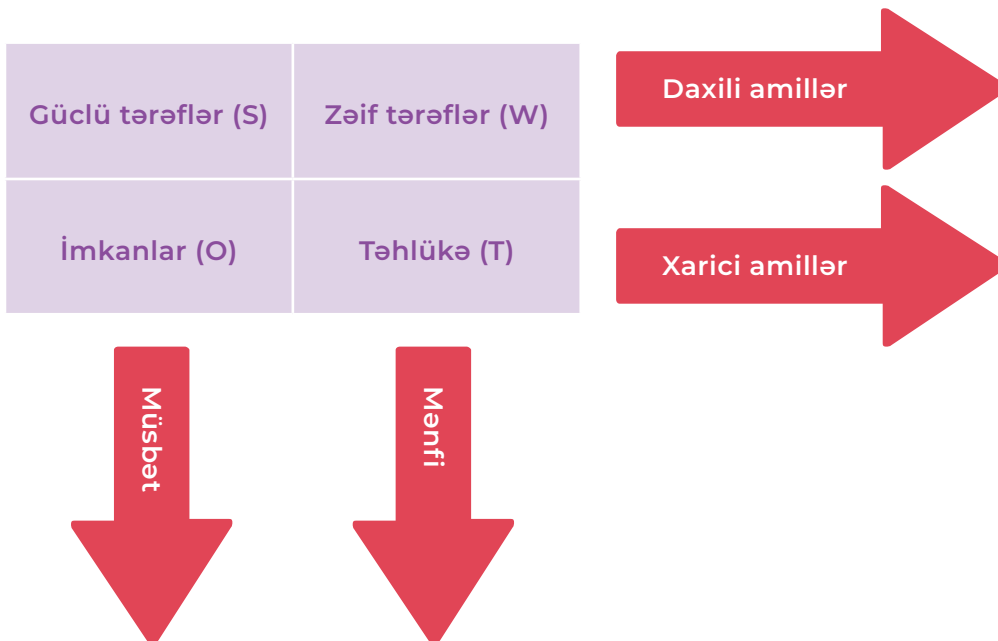 Güclü tərəflər (S)
Zəif tərəflər (W)
Daxili amillər
İmkanlar (O)
Təhlükə (T)
Xarici amillər
Müsbət
Mənfi